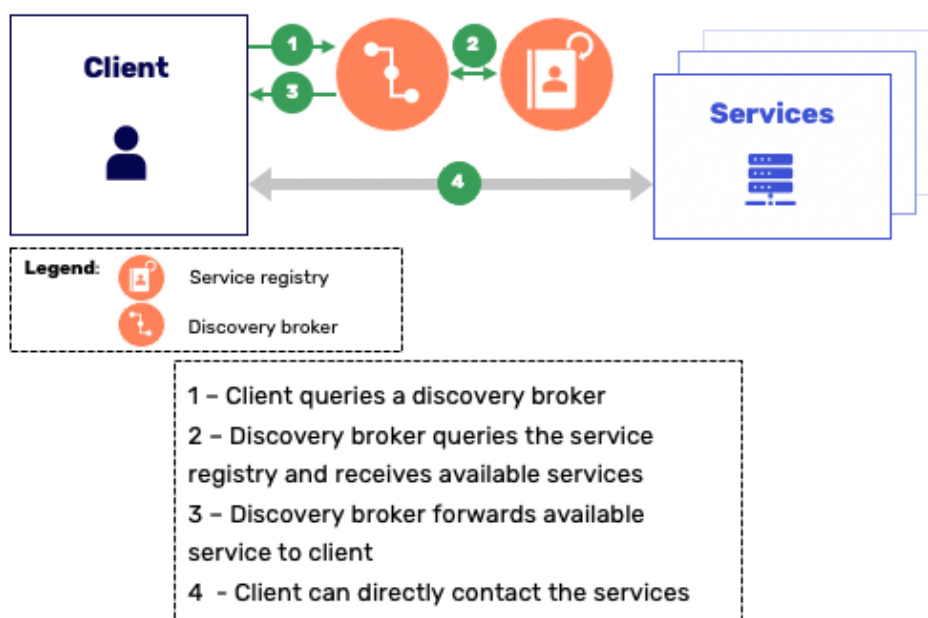 Client
1
2
3
Services
4
Legend:
Service registry
Discovery broker
1 – Client queries a discovery broker
2 – Discovery broker queries the service
registry and receives available services
3 – Discovery broker forwards available
service to client
4 - Client can directly contact the services